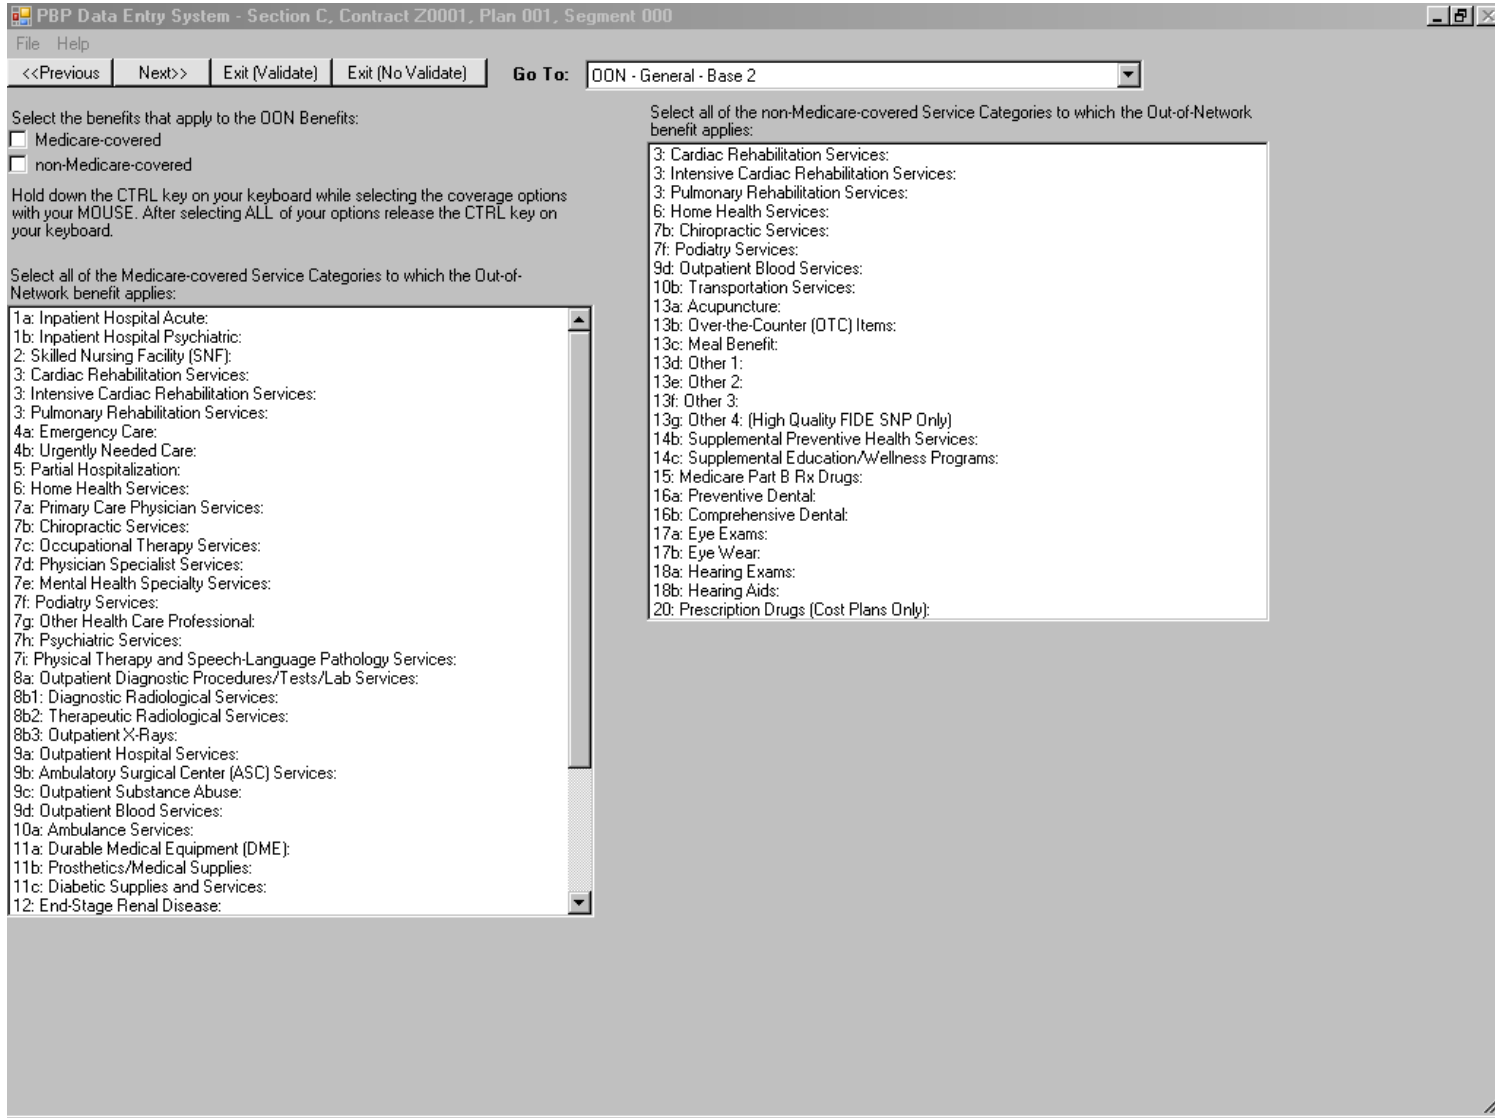 PBP Data Entry System - Section C, Contract Z0001, Plan 001, Segment 000
File Help
<<Previous Next>> Exit (Validate) Exit (No Validate) Go To: OON - General - Base 2
Select the benefits that apply to the OON Benefits:
Medicare-covered
non-Medicare-covered
Hold down the CTRL key on your keyboard while selecting the coverage options
with your MOUSE. After selecting ALL of your options release the CTRL key on
your keyboard.
Select all of the Medicare-covered Service Categories to which the Out-of-
Network benefit applies:
1a: Inpatient Hospital Acute:
1b: Inpatient Hospital Psychiatric:
2: Skilled Nursing Facility (SNF):
3: Cardiac Rehabilitation Services:
3: Intensive Cardiac Rehabilitation Services:
3: Pulmonary Rehabilitation Services:
4a: Emergency Care:
4b: Urgently Needed Care:
5: Partial Hospitalization:
6: Home Health Services:
7a: Primary Care Physician Services:
7b: Chiropractic Services:
7c: Occupational Therapy Services:
7d: Physician Specialist Services:
7e: Mental Health Specialty Services:
7f: Podiatry Services:
7g: Other Health Care Professional:
7h: Psychiatric Services:
7i: Physical Therapy and Speech-Language Pathology Services:
8a: Outpatient Diagnostic Procedures/Tests/Lab Services:
8b1: Diagnostic Radiological Services:
8b2: Therapeutic Radiological Services:
8b3: Outpatient X-Rays:
9a: Outpatient Hospital Services:
9b: Ambulatory Surgical Center (ASC) Services:
9c: Outpatient Substance Abuse:
9d: Outpatient Blood Services:
10a: Ambulance Services:
11a: Durable Medical Equipment (DME):
11b: Prosthetics/Medical Supplies:
11c: Diabetic Supplies and Services:
12: End-Stage Renal Disease:
Select all of the non-Medicare-covered Service Categories to which the Out-of-Network
benefit applies:
3: Cardiac Rehabilitation Services:
3: Intensive Cardiac Rehabilitation Services:
3: Pulmonary Rehabilitation Services:
6: Home Health Services:
7b: Chiropractic Services:
7f: Podiatry Services:
9d: Outpatient Blood Services:
10b: Transportation Services:
13a: Acupuncture:
13b: Over-the-Counter (OTC) Items:
13c: Meal Benefit:
13d: Other 1:
13e: Other 2:
13f: Other 3:
13g: Other 4: (High Quality FIDE SNP Only)
14b: Supplemental Preventive Health Services:
14c: Supplemental Education/Wellness Programs:
15: Medicare Part B Rx Drugs:
16a: Preventive Dental:
16b: Comprehensive Dental:
17a: Eye Exams:
17b: Eye Wear:
18a: Hearing Exams:
18b: Hearing Aids:
20: Prescription Drugs (Cost Plans Only):